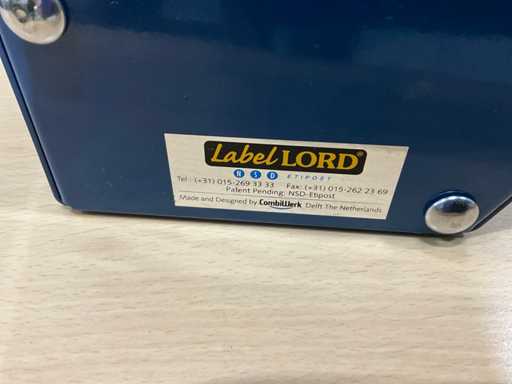 Label LORD®
NSD ETIPOST
Tel.: (+31) 015-269 33 33 Fax: (+31) 015-262 23 69
Patent Pending: NSD-Etipost
Made and Designed by CombiWerk Delft The Netherlands